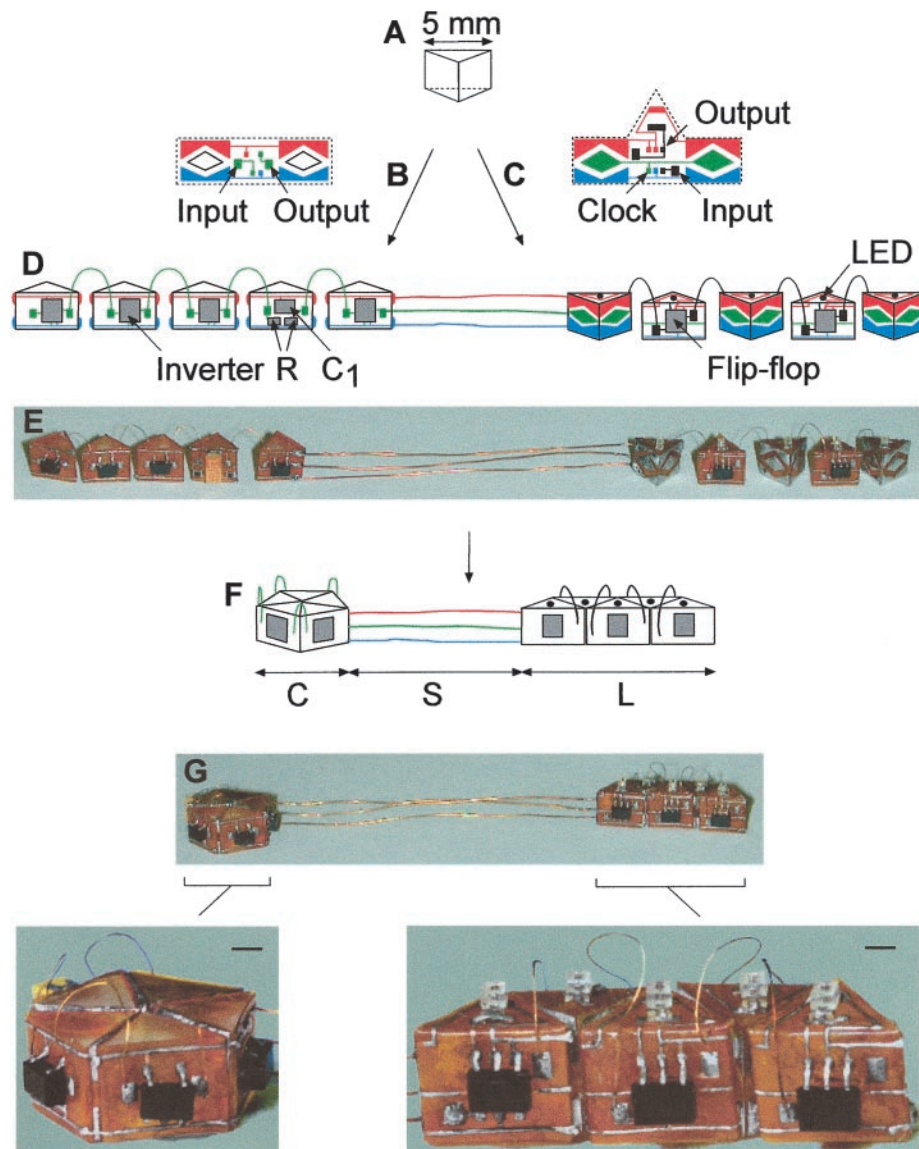 A
5 mm
Output
B
C
Input Output
Clock Input
D
LED
Inverter R C1
Flip-flop
E
F
C S L
G